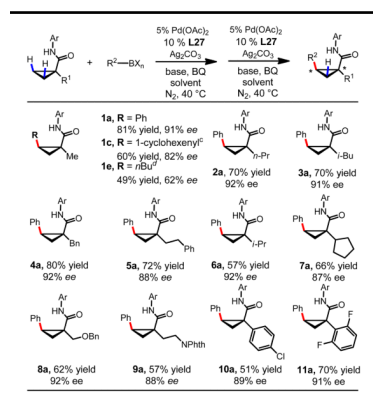 Ar
HN O
H H
R1
+ R2—BXn
5% Pd(OAc)2
10 % L27
Ag2CO3
base, BQ
solvent
N2, 40 °C
5% Pd(OAc)2
10 % L27
Ag2CO3
base, BQ
solvent
N2, 40 °C
Ar
HN O
R2 H
* *
R1
Ar
HN O
R
Me
1a, R = Ph
81% yield, 91% ee
1c, R = 1-cyclohexenylc
60% yield, 82% ee
1e, R = nBud
49% yield, 62% ee
Ar
HN O
Ph
n-Pr
2a, 70% yield
92% ee
Ar
HN O
Ph
i-Bu
3a, 70% yield
91% ee
Ar
HN O
Ph
Bn
4a, 80% yield
92% ee
Ar
HN O
Ph
Ph
5a, 72% yield
88% ee
Ar
HN O
Ph
i-Pr
6a, 57% yield
92% ee
Ar
HN O
Ph
7a, 66% yield
87% ee
Ar
HN O
Ph
OBn
8a, 62% yield
92% ee
Ar
HN O
Ph
NPhth
9a, 57% yield
88% ee
Ar
HN O
Ph
Cl
10a, 51% yield
89% ee
Ar
HN O
Ph F
F
11a, 70% yield
91% ee